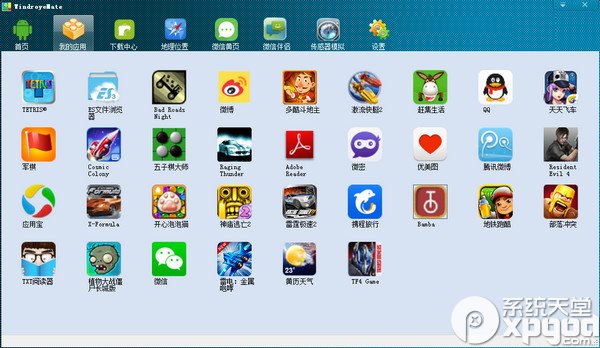 WindroyeMate
首页 我的应用 下载中心 地理位置 微信黄页 微信伴侣 传感器模拟 设置
TETRIS® ES文件浏览器 Bad Roads Night 微博 多酷斗地主 激流快艇2 赶集生活 QQ 天天飞车
军棋 Cosmic Colony 五子棋大师 Raging Thunder Adobe Reader 微密 优美图 腾讯微博 Resident Evil 4
应用宝 X-Formula 开心泡泡猫 神庙逃亡2 雷霆极速2 携程旅行 Bamba 地铁跑酷 部落冲突
TXT阅读器 植物大战僵尸长城版 微信 雷电：金属咆哮 黄历天气 TF4 Game
系统天堂
xpgod
.com